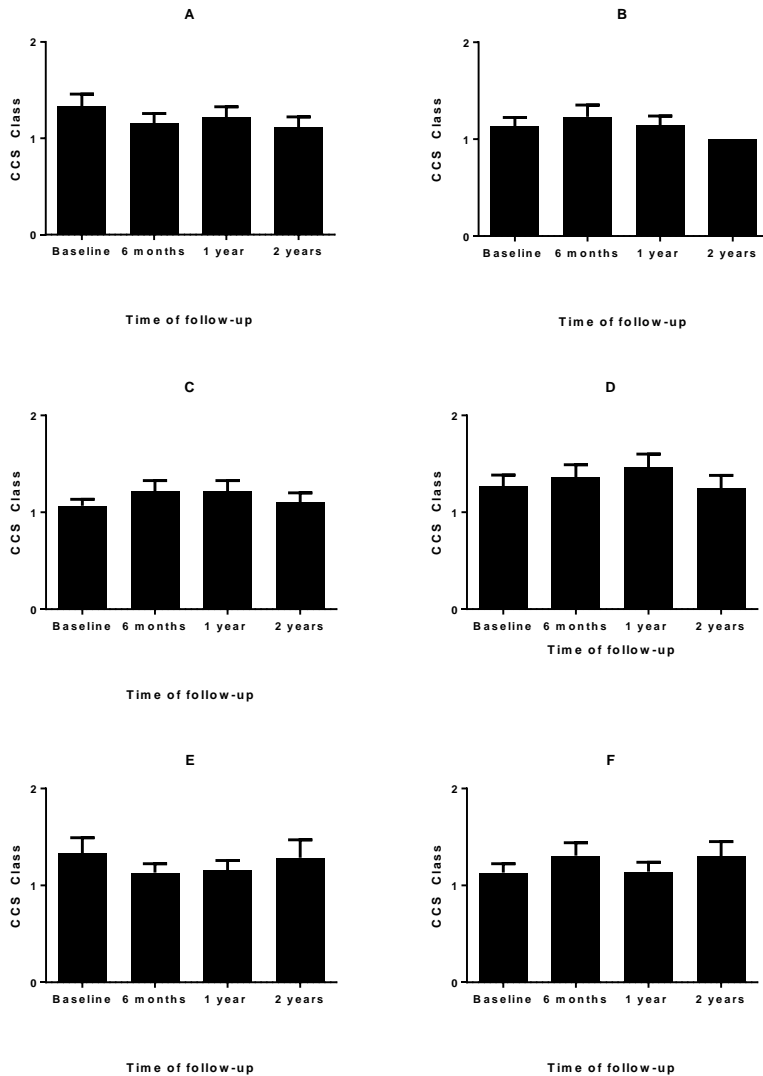 A
2
1
0
CCS Class
Baseline 6 months 1 year 2 years
Time of follow-up
B
2
1
0
CCS Class
Baseline 6 months 1 year 2 years
Time of follow-up
C
2
1
0
CCS Class
Baseline 6 months 1 year 2 years
Time of follow-up
D
2
1
0
CCS Class
Baseline 6 months 1 year 2 years
Time of follow-up
E
2
1
0
CCS Class
Baseline 6 months 1 year 2 years
Time of follow-up
F
2
1
0
CCS Class
Baseline 6 months 1 year 2 years
Time of follow-up